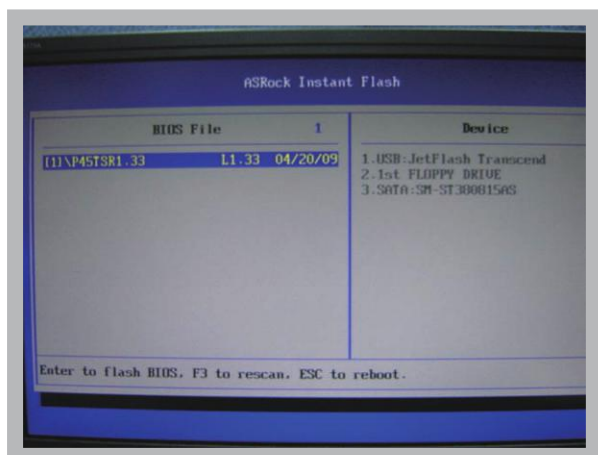 ASRock Instant Flash
BIOS File 1
[1]\P45TSR1.33 L1.33 04/20/09
Device
1.USB:JetFlash Transcend
2.1st FLOPPY DRIVE
3.SATA:SM-ST380815AS
Enter to flash BIOS. F3 to rescan. ESC to reboot.